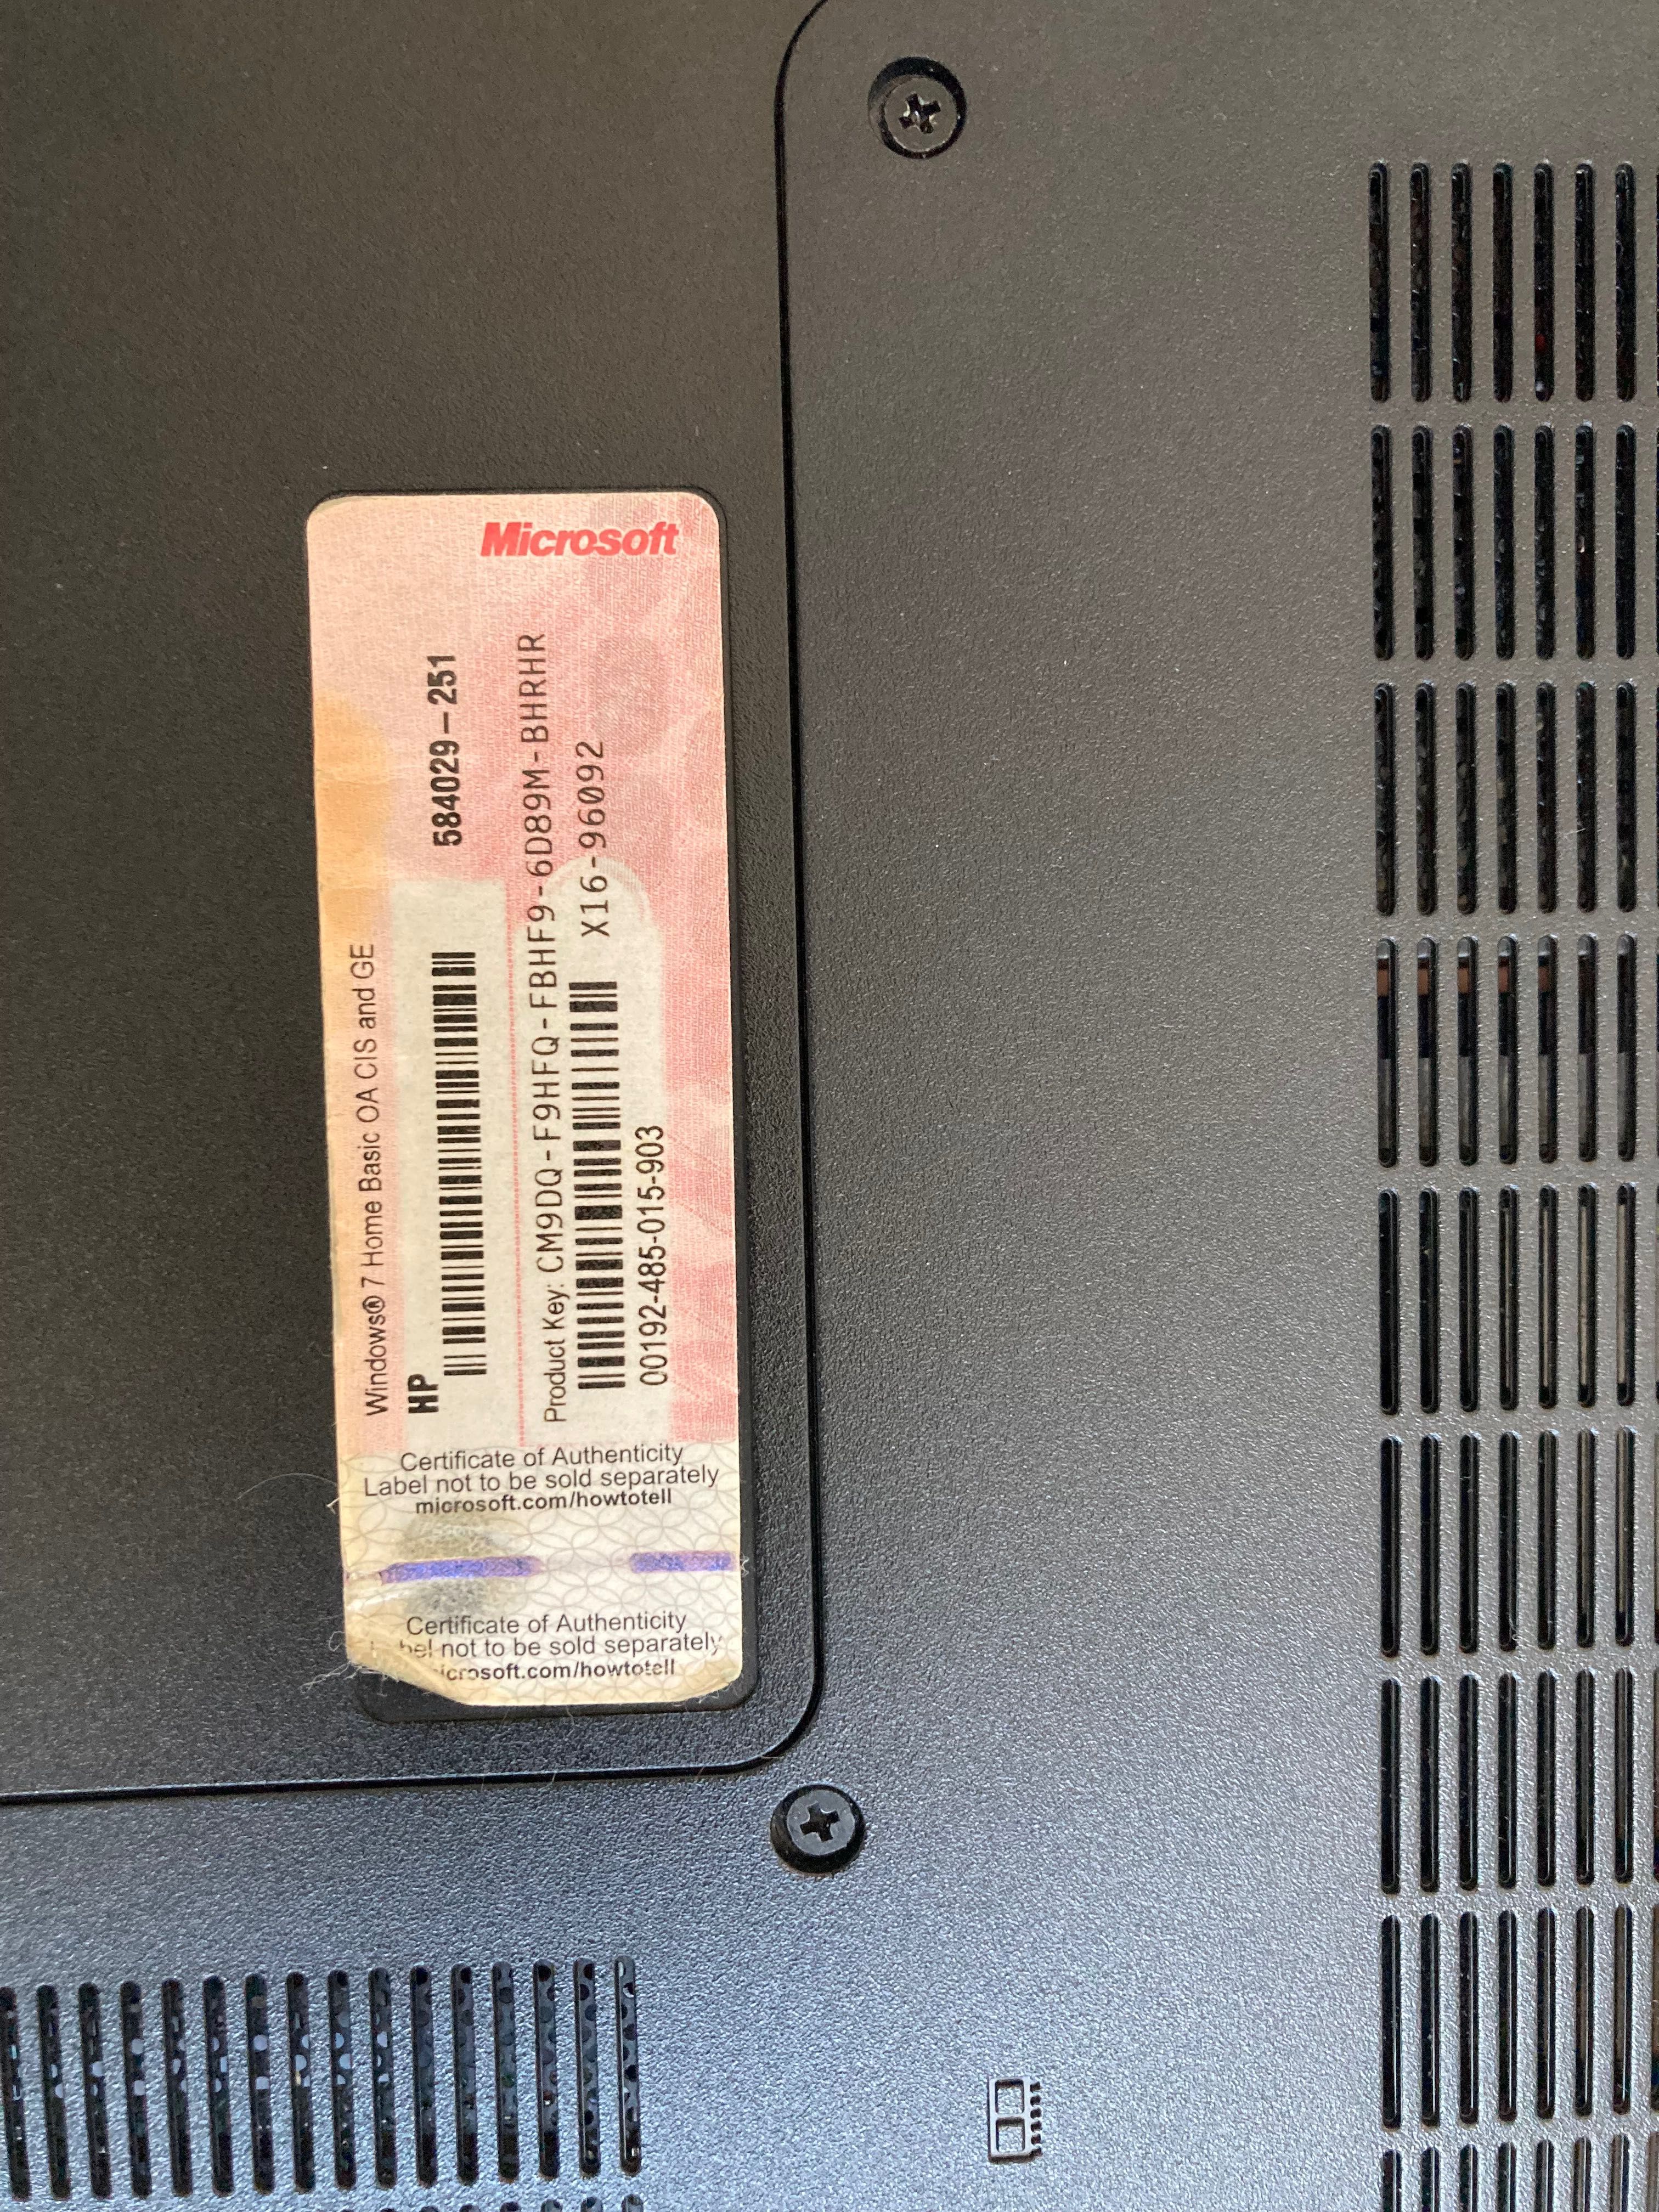 Microsoft
Windows® 7 Home Basic OA CIS and GE
HP
584029-251
Product Key: CM9DQ-F9HFQ-FBHF9-6D89M-BHRHR
X16-96092
00192-485-015-903
Certificate of Authenticity
Label not to be sold separately
microsoft.com/howtotell
Certificate of Authenticity
bel not to be sold separately
icrosoft.com/howtotell